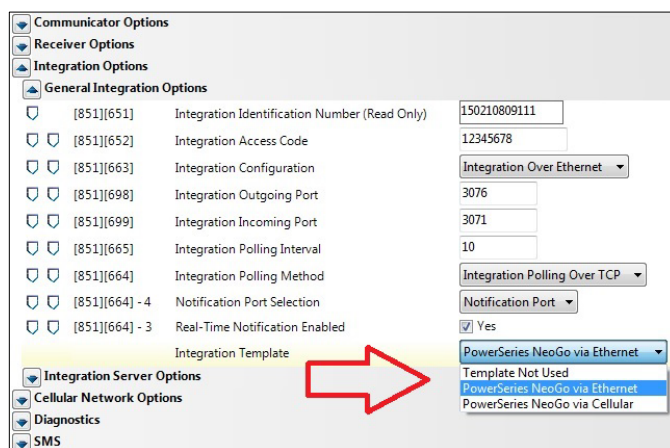 Communicator Options
Receiver Options
Integration Options
General Integration Options
[851][651] Integration Identification Number (Read Only) 150210809111
[851][652] Integration Access Code 12345678
[851][663] Integration Configuration Integration Over Ethernet
[851][698] Integration Outgoing Port 3076
[851][699] Integration Incoming Port 3071
[851][665] Integration Polling Interval 10
[851][664] Integration Polling Method Integration Polling Over TCP
[851][664] - 4 Notification Port Selection Notification Port
[851][664] - 3 Real-Time Notification Enabled Yes
Integration Template PowerSeries NeoGo via Ethernet
Template Not Used
Integration Server Options PowerSeries NeoGo via Ethernet
Cellular Network Options PowerSeries NeoGo via Cellular
Diagnostics
SMS